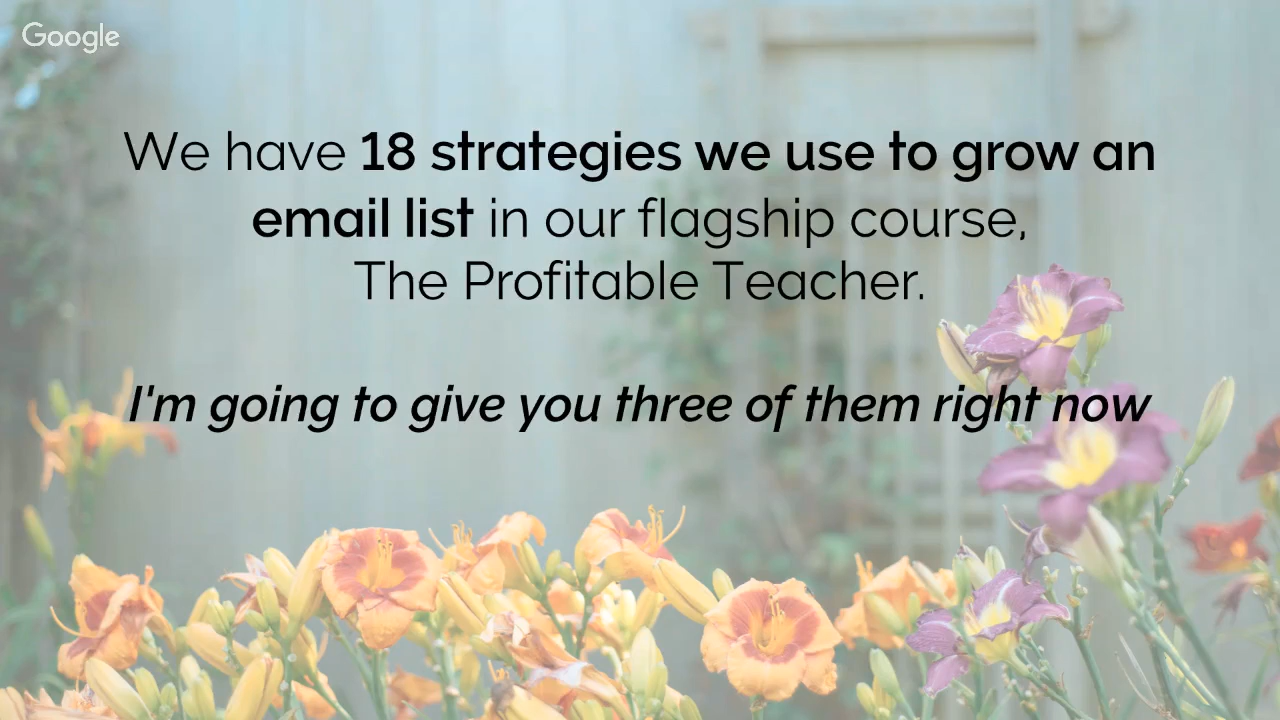 Google
We have 18 strategies we use to grow an
email list in our flagship course,
The Profitable Teacher.
I'm going to give you three of them right now